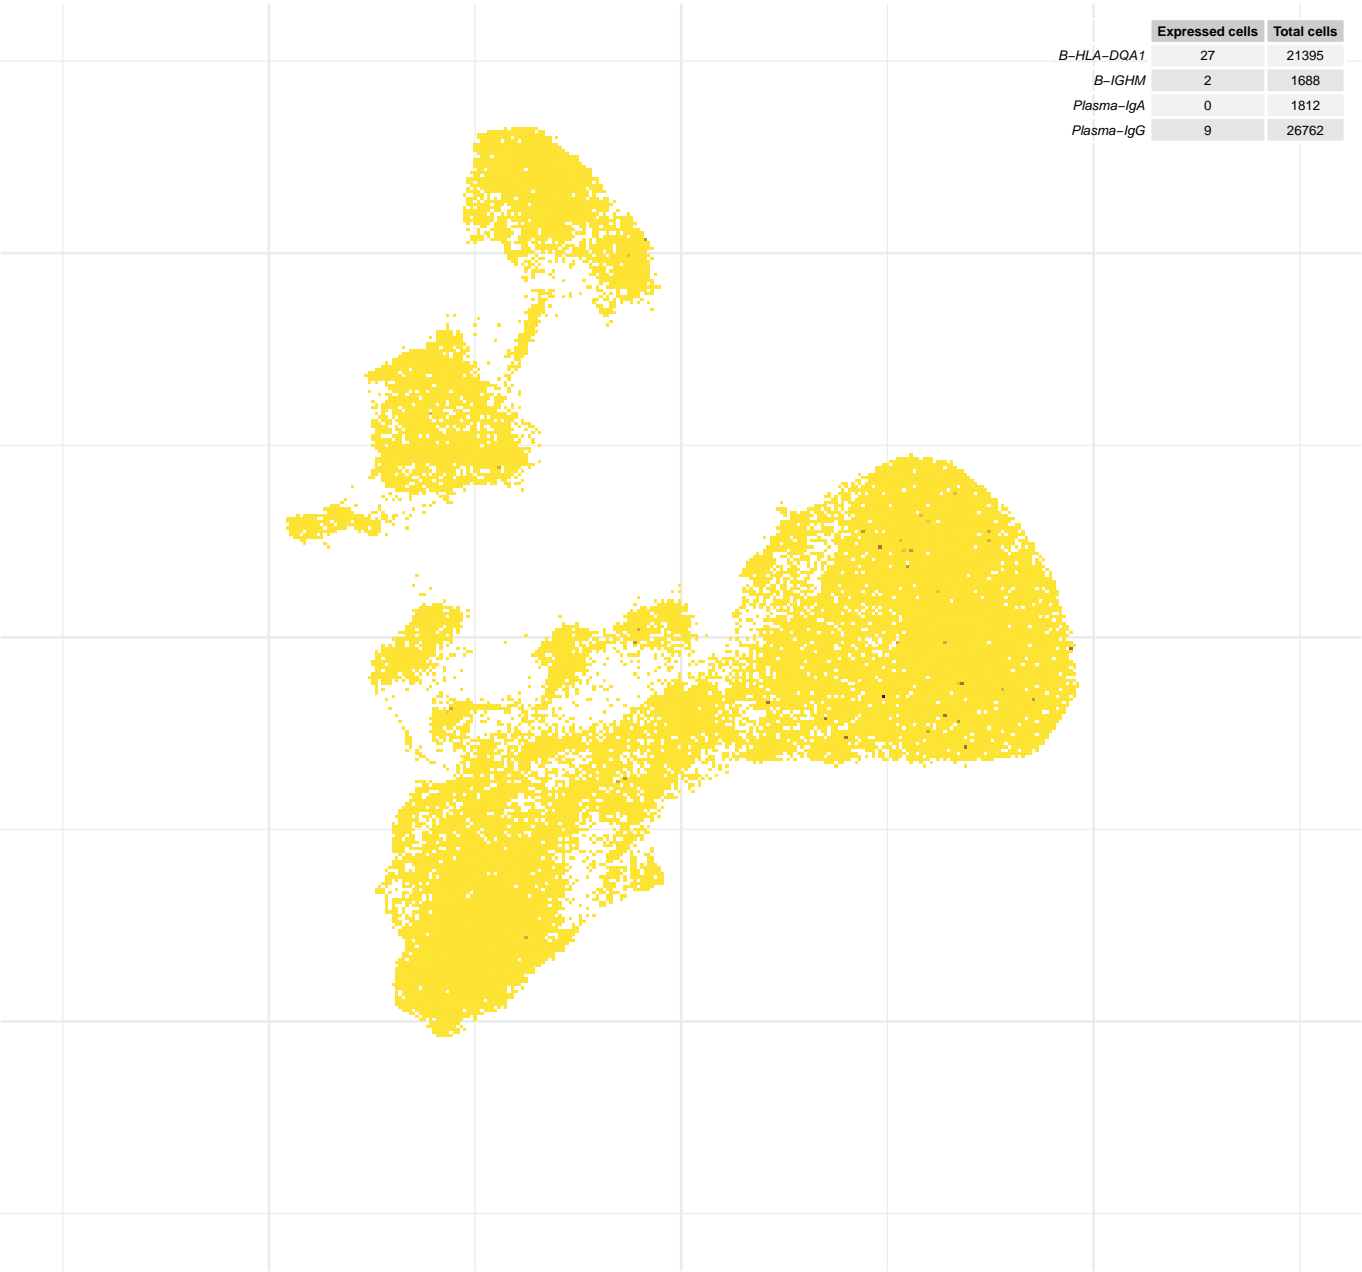 Expressed cells Total cells
B−HLA−DQA1 27 21395
B−IGHM 2 1688
Plasma−IgA 0 1812
Plasma−IgG 9 26762